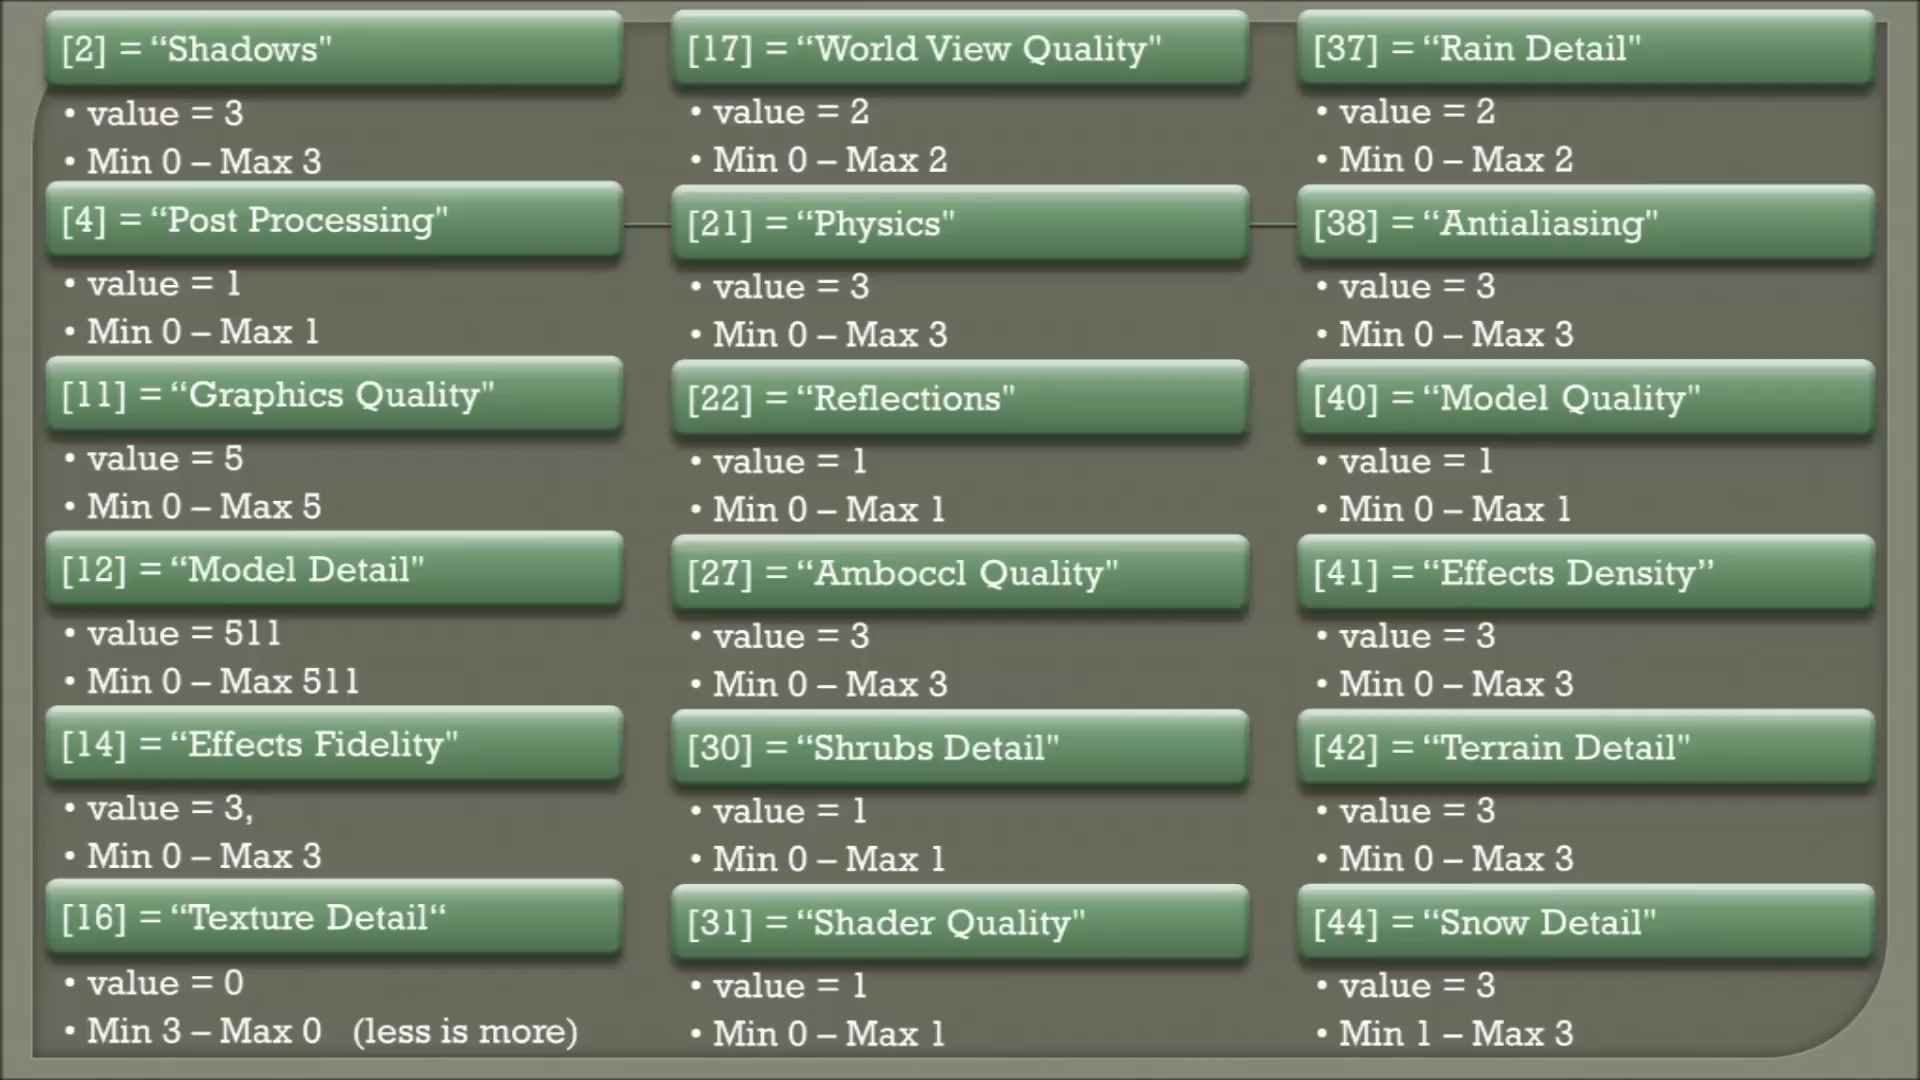 [2] = “Shadows"
• value = 3
• Min 0 – Max 3
[4] = “Post Processing"
• value = 1
• Min 0 – Max 1
[11] = “Graphics Quality"
• value = 5
• Min 0 – Max 5
[12] = “Model Detail"
• value = 511
• Min 0 – Max 511
[14] = “Effects Fidelity"
• value = 3,
• Min 0 – Max 3
[16] = “Texture Detail“
• value = 0
• Min 3 – Max 0 (less is more)
[17] = “World View Quality"
• value = 2
• Min 0 – Max 2
[21] = “Physics"
• value = 3
• Min 0 – Max 3
[22] = “Reflections"
• value = 1
• Min 0 – Max 1
[27] = “Amboccl Quality"
• value = 3
• Min 0 – Max 3
[30] = “Shrubs Detail"
• value = 1
• Min 0 – Max 1
[31] = “Shader Quality"
• value = 1
• Min 0 – Max 1
[37] = “Rain Detail"
• value = 2
• Min 0 – Max 2
[38] = “Antialiasing"
• value = 3
• Min 0 – Max 3
[40] = “Model Quality"
• value = 1
• Min 0 – Max 1
[41] = “Effects Density”
• value = 3
• Min 0 – Max 3
[42] = “Terrain Detail"
• value = 3
• Min 0 – Max 3
[44] = “Snow Detail"
• value = 3
• Min 1 – Max 3